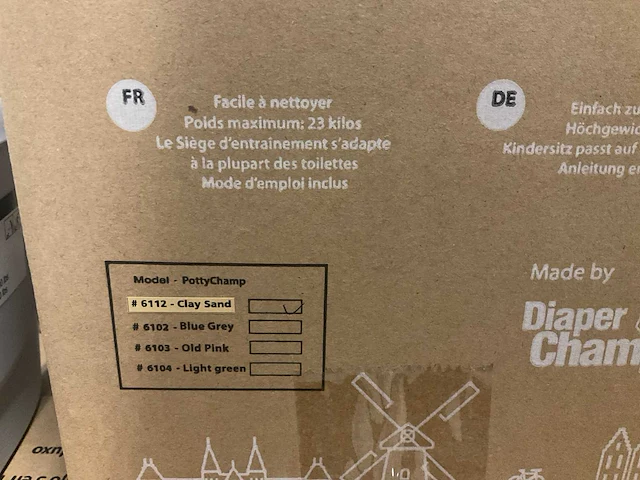 FR
Facile à nettoyer
Poids maximum: 23 kilos
Le Siège d'entrainement s'adapte
à la plupart des toilettes
Mode d'emploi inclus
DE
Einfach zu
Höchgewic
Kindersitz passt auf
Anleitung
Model - PottyChamp
# 6112 - Clay Sand
# 6102 - Blue Grey
# 6103 - Old Pink
# 6104 - Light green
Made by
Diaper
Cham